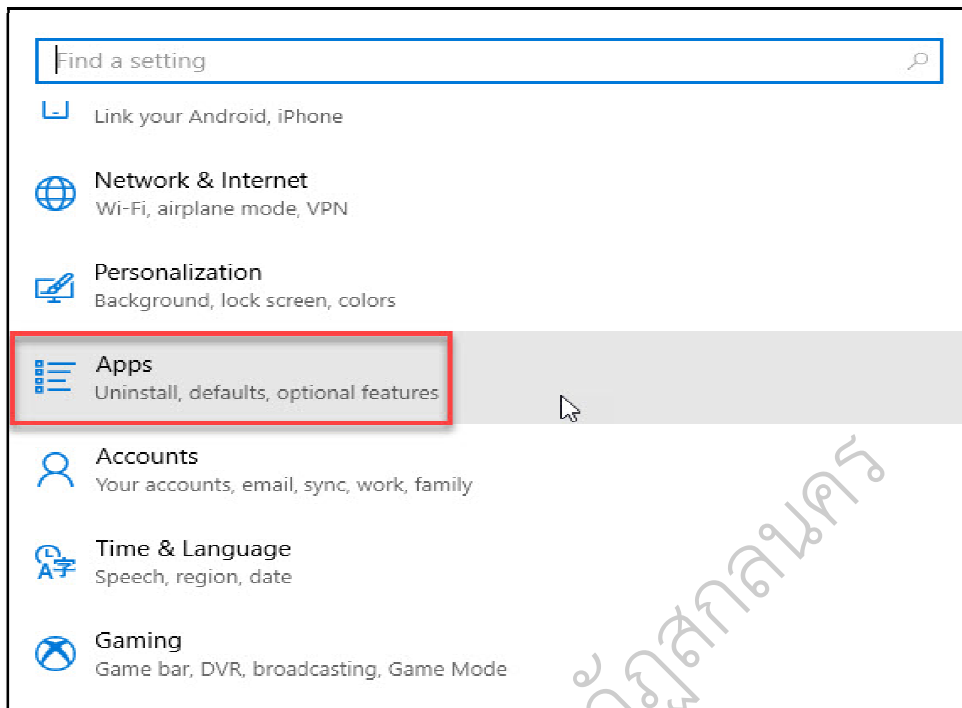 Find a setting
Link your Android, iPhone
Network & Internet
Wi-Fi, airplane mode, VPN
Personalization
Background, lock screen, colors
Apps
Uninstall, defaults, optional features
Accounts
Your accounts, email, sync, work, family
Time & Language
Speech, region, date
Gaming
Game bar, DVR, broadcasting, Game Mode